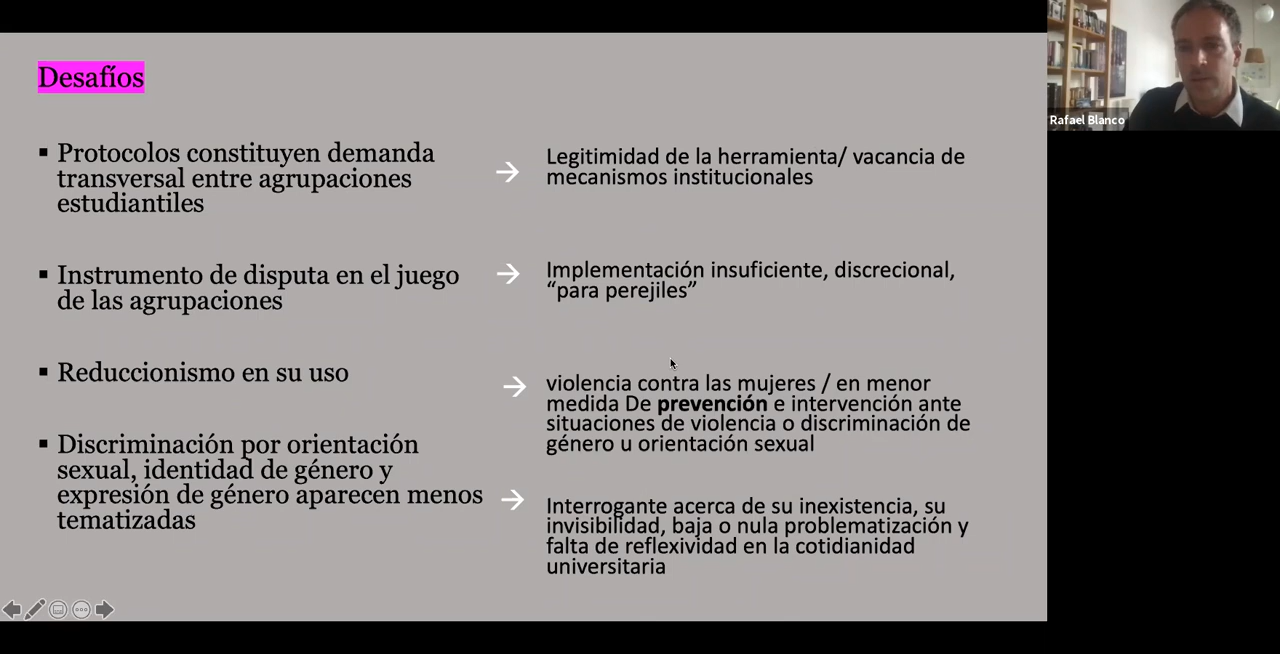 Desafíos
▪ Protocolos constituyen demanda
transversal entre agrupaciones
estudiantiles
→ Legitimidad de la herramienta/ vacancia de
mecanismos institucionales
▪ Instrumento de disputa en el juego
de las agrupaciones
→ Implementación insuficiente, discrecional,
“para perejiles”
▪ Reduccionismo en su uso
→ violencia contra las mujeres / en menor
medida De prevención e intervención ante
situaciones de violencia o discriminación de
género u orientación sexual
▪ Discriminación por orientación
sexual, identidad de género y
expresión de género aparecen menos
tematizadas
→ Interrogante acerca de su inexistencia, su
invisibilidad, baja o nula problematización y
falta de reflexividad en la cotidianidad
universitaria
Rafael Blanco